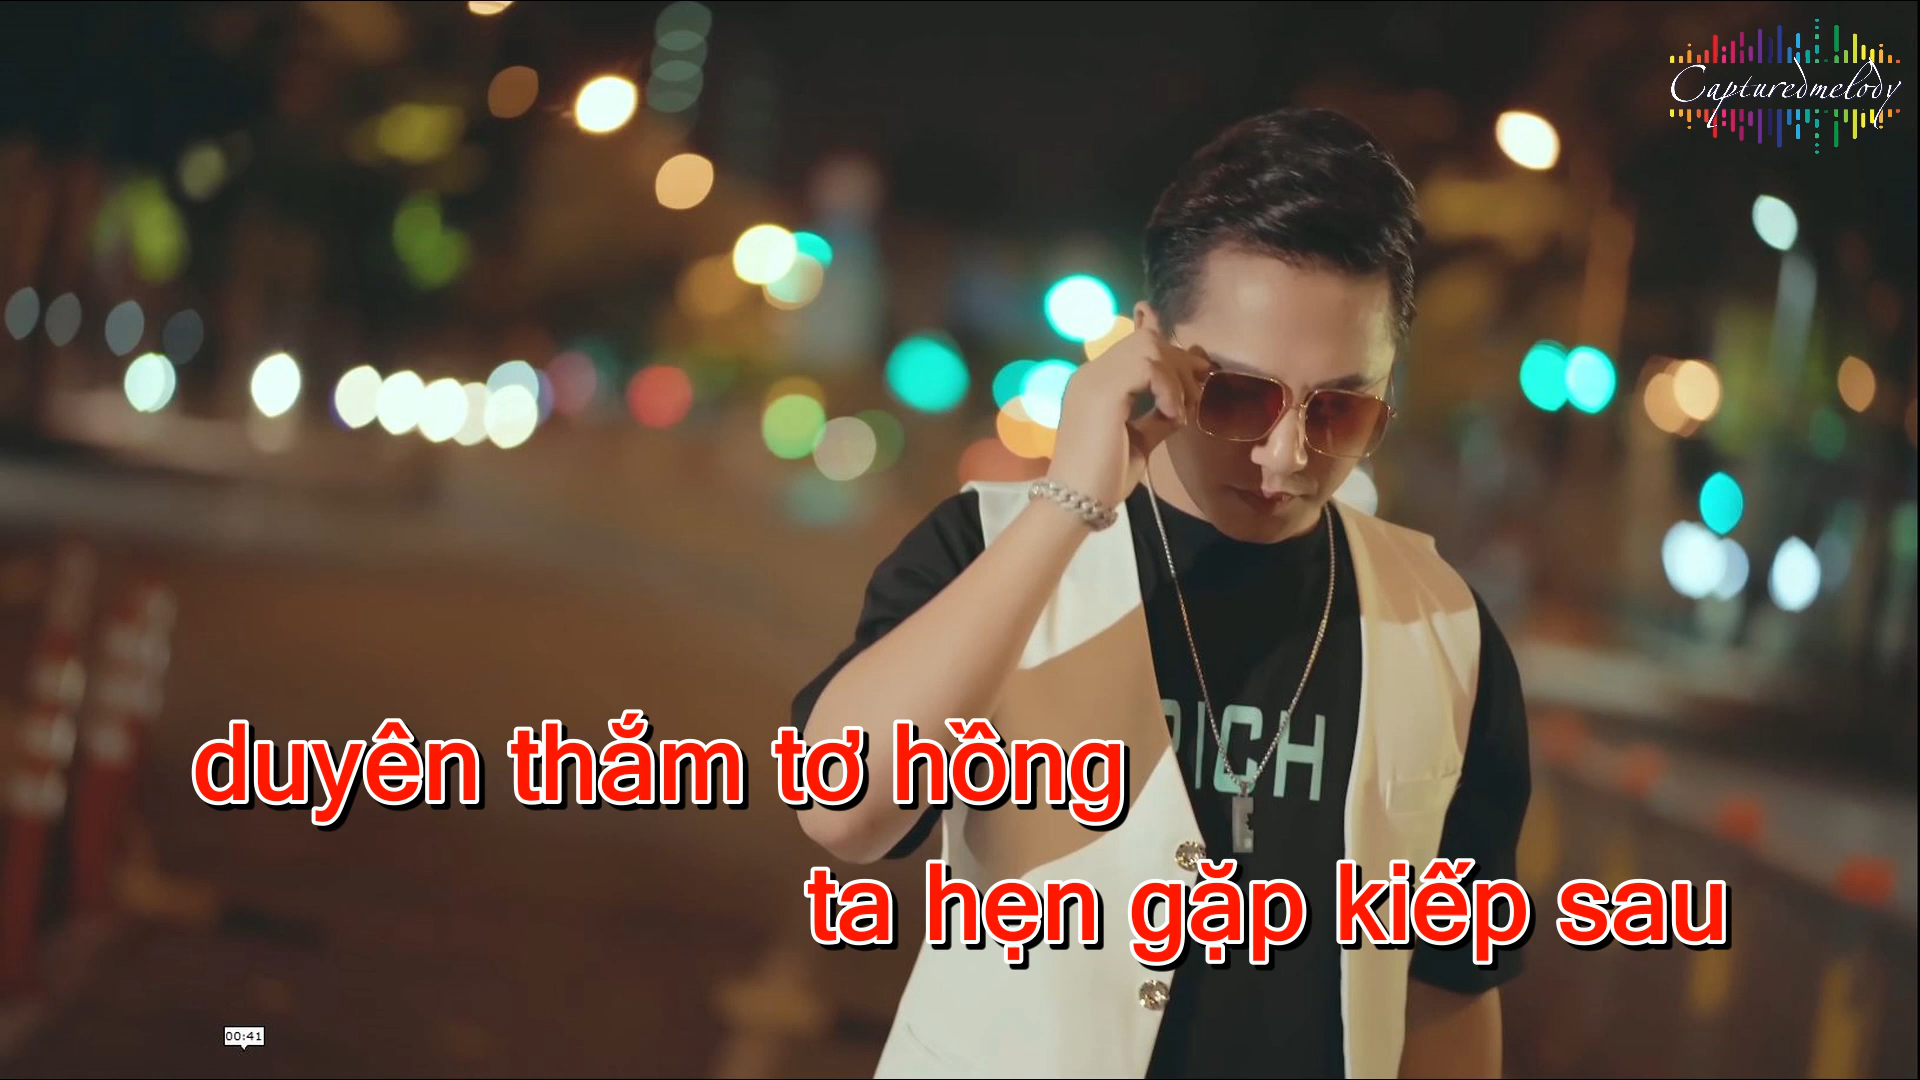 Capturedmelody
RICH
duyên thắm tơ hồng
ta hẹn gặp kiếp sau
00:41